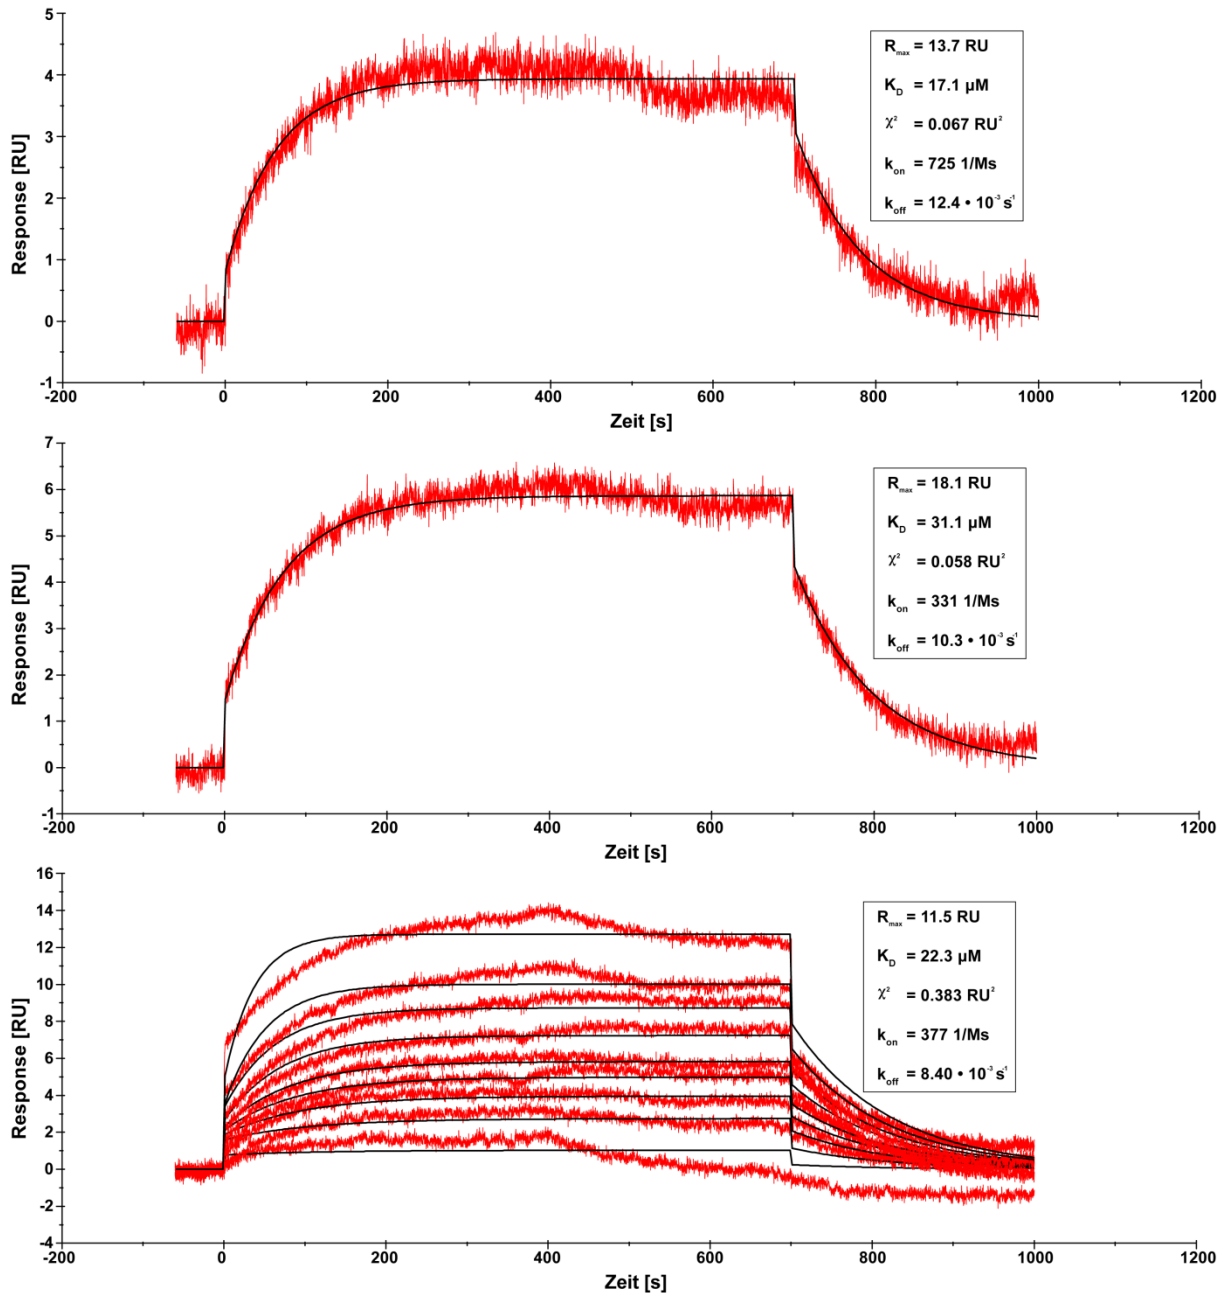 5
4
3
2
1
0
-1
-200 0 200 400 600 800 1000 1200
Response [RU]
Zeit [s]
Rmax = 13.7 RU
KD = 17.1 µM
χ² = 0.067 RU²
kon = 725 1/Ms
koff = 12.4 • 10⁻³ s⁻¹
7
6
5
4
3
2
1
0
-1
-200 0 200 400 600 800 1000 1200
Response [RU]
Zeit [s]
Rmax = 18.1 RU
KD = 31.1 µM
χ² = 0.058 RU²
kon = 331 1/Ms
koff = 10.3 • 10⁻³ s⁻¹
16
14
12
10
8
6
4
2
0
-2
-4
-200 0 200 400 600 800 1000 1200
Response [RU]
Zeit [s]
Rmax = 11.5 RU
KD = 22.3 µM
χ² = 0.383 RU²
kon = 377 1/Ms
koff = 8.40 • 10⁻³ s⁻¹